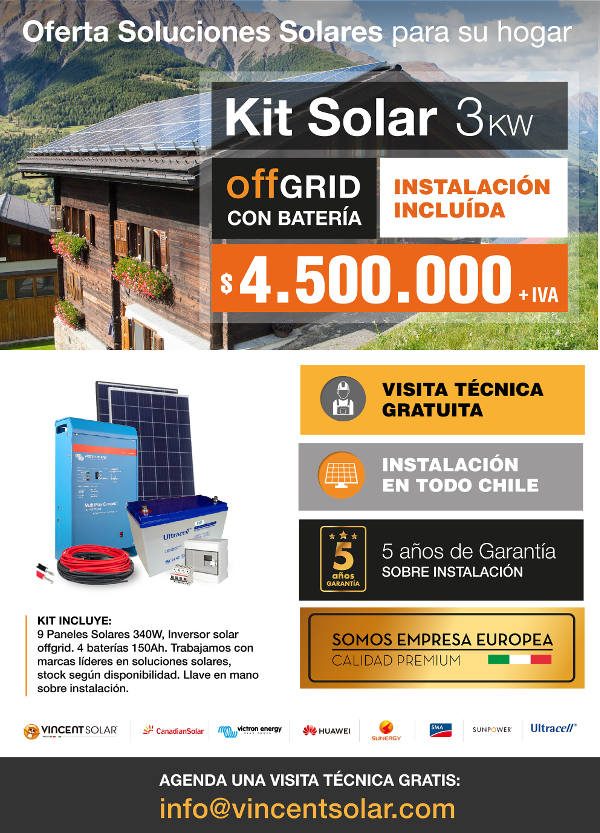 Oferta Soluciones Solares para su hogar
Kit Solar 3KW
offGRID
CON BATERÍA
INSTALACIÓN
INCLUÍDA
$ 4.500.000 + IVA
VISITA TÉCNICA
GRATUITA
INSTALACIÓN
EN TODO CHILE
5
años
GARANTÍA
5 años de Garantía
SOBRE INSTALACIÓN
SOMOS EMPRESA EUROPEA
CALIDAD PREMIUM
Ultracell
KIT INCLUYE:
9 Paneles Solares 340W, Inversor solar
offgrid. 4 baterías 150Ah. Trabajamos con
marcas líderes en soluciones solares,
stock según disponibilidad. Llave en mano
sobre instalación.
VINCENTSOLAR
CanadianSolar
victron energy
HUAWEI
SUNERGY
SMA
SUNPOWER
Ultracell
AGENDA UNA VISITA TÉCNICA GRATIS:
info@vincentsolar.com